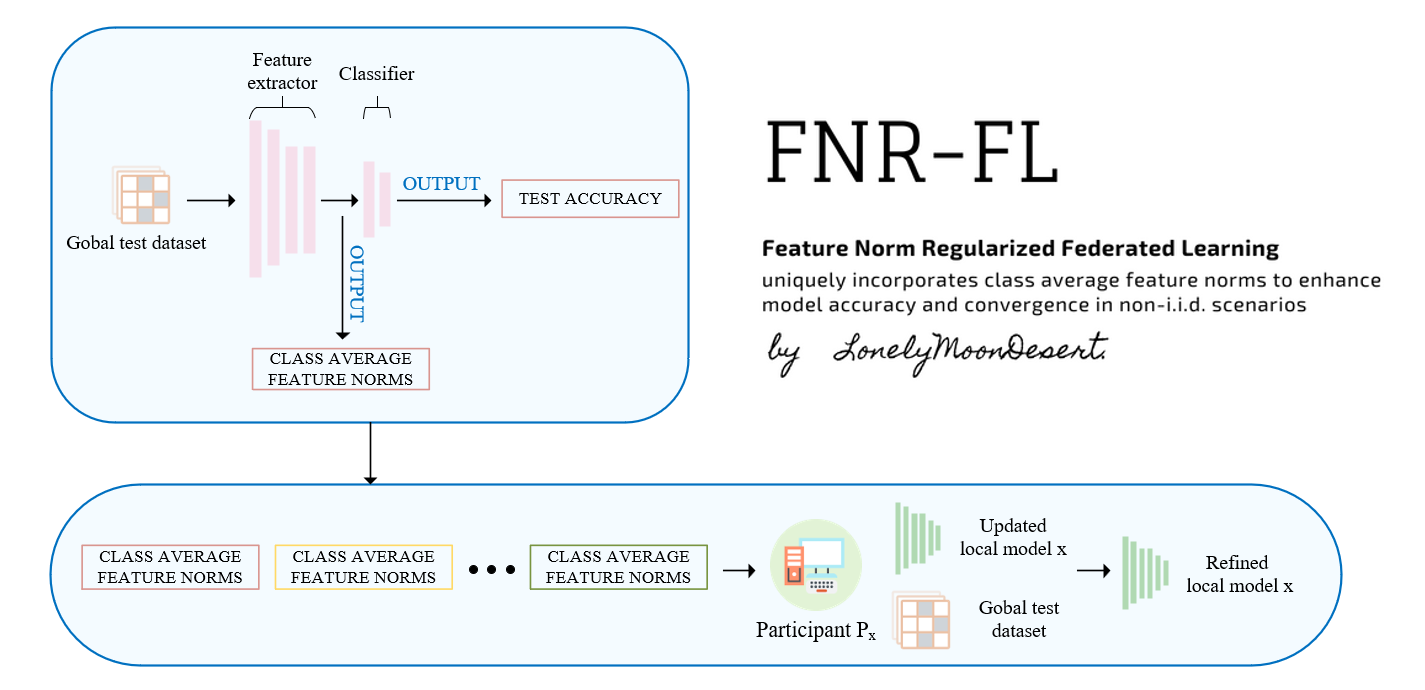 Feature
extractor
Classifier
OUTPUT
TEST ACCURACY
Gobal test dataset
OUTPUT
CLASS AVERAGE
FEATURE NORMS
FNR-FL
Feature Norm Regularized Federated Learning
uniquely incorporates class average feature norms to enhance
model accuracy and convergence in non-i.i.d. scenarios
by LonelyMoonDesert.
CLASS AVERAGE
FEATURE NORMS
CLASS AVERAGE
FEATURE NORMS
CLASS AVERAGE
FEATURE NORMS
Participant Px
Updated
local model x
Gobal test
dataset
Refined
local model x